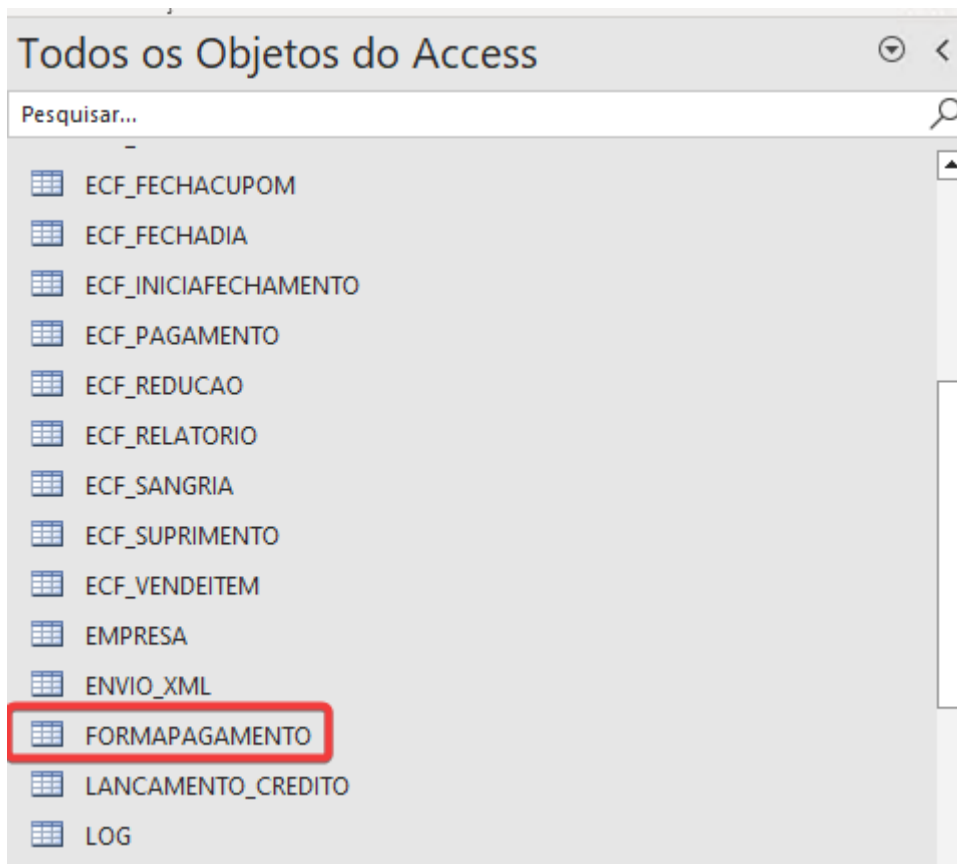 Todos os Objetos do Access
Pesquisar...
ECF_FECHACUPOM
ECF_FECHADIA
ECF_INICIAFECHAMENTO
ECF_PAGAMENTO
ECF_REDUCAO
ECF_RELATORIO
ECF_SANGRIA
ECF_SUPRIMENTO
ECF_VENDEITEM
EMPRESA
ENVIO_XML
FORMAPAGAMENTO
LANCAMENTO_CREDITO
LOG